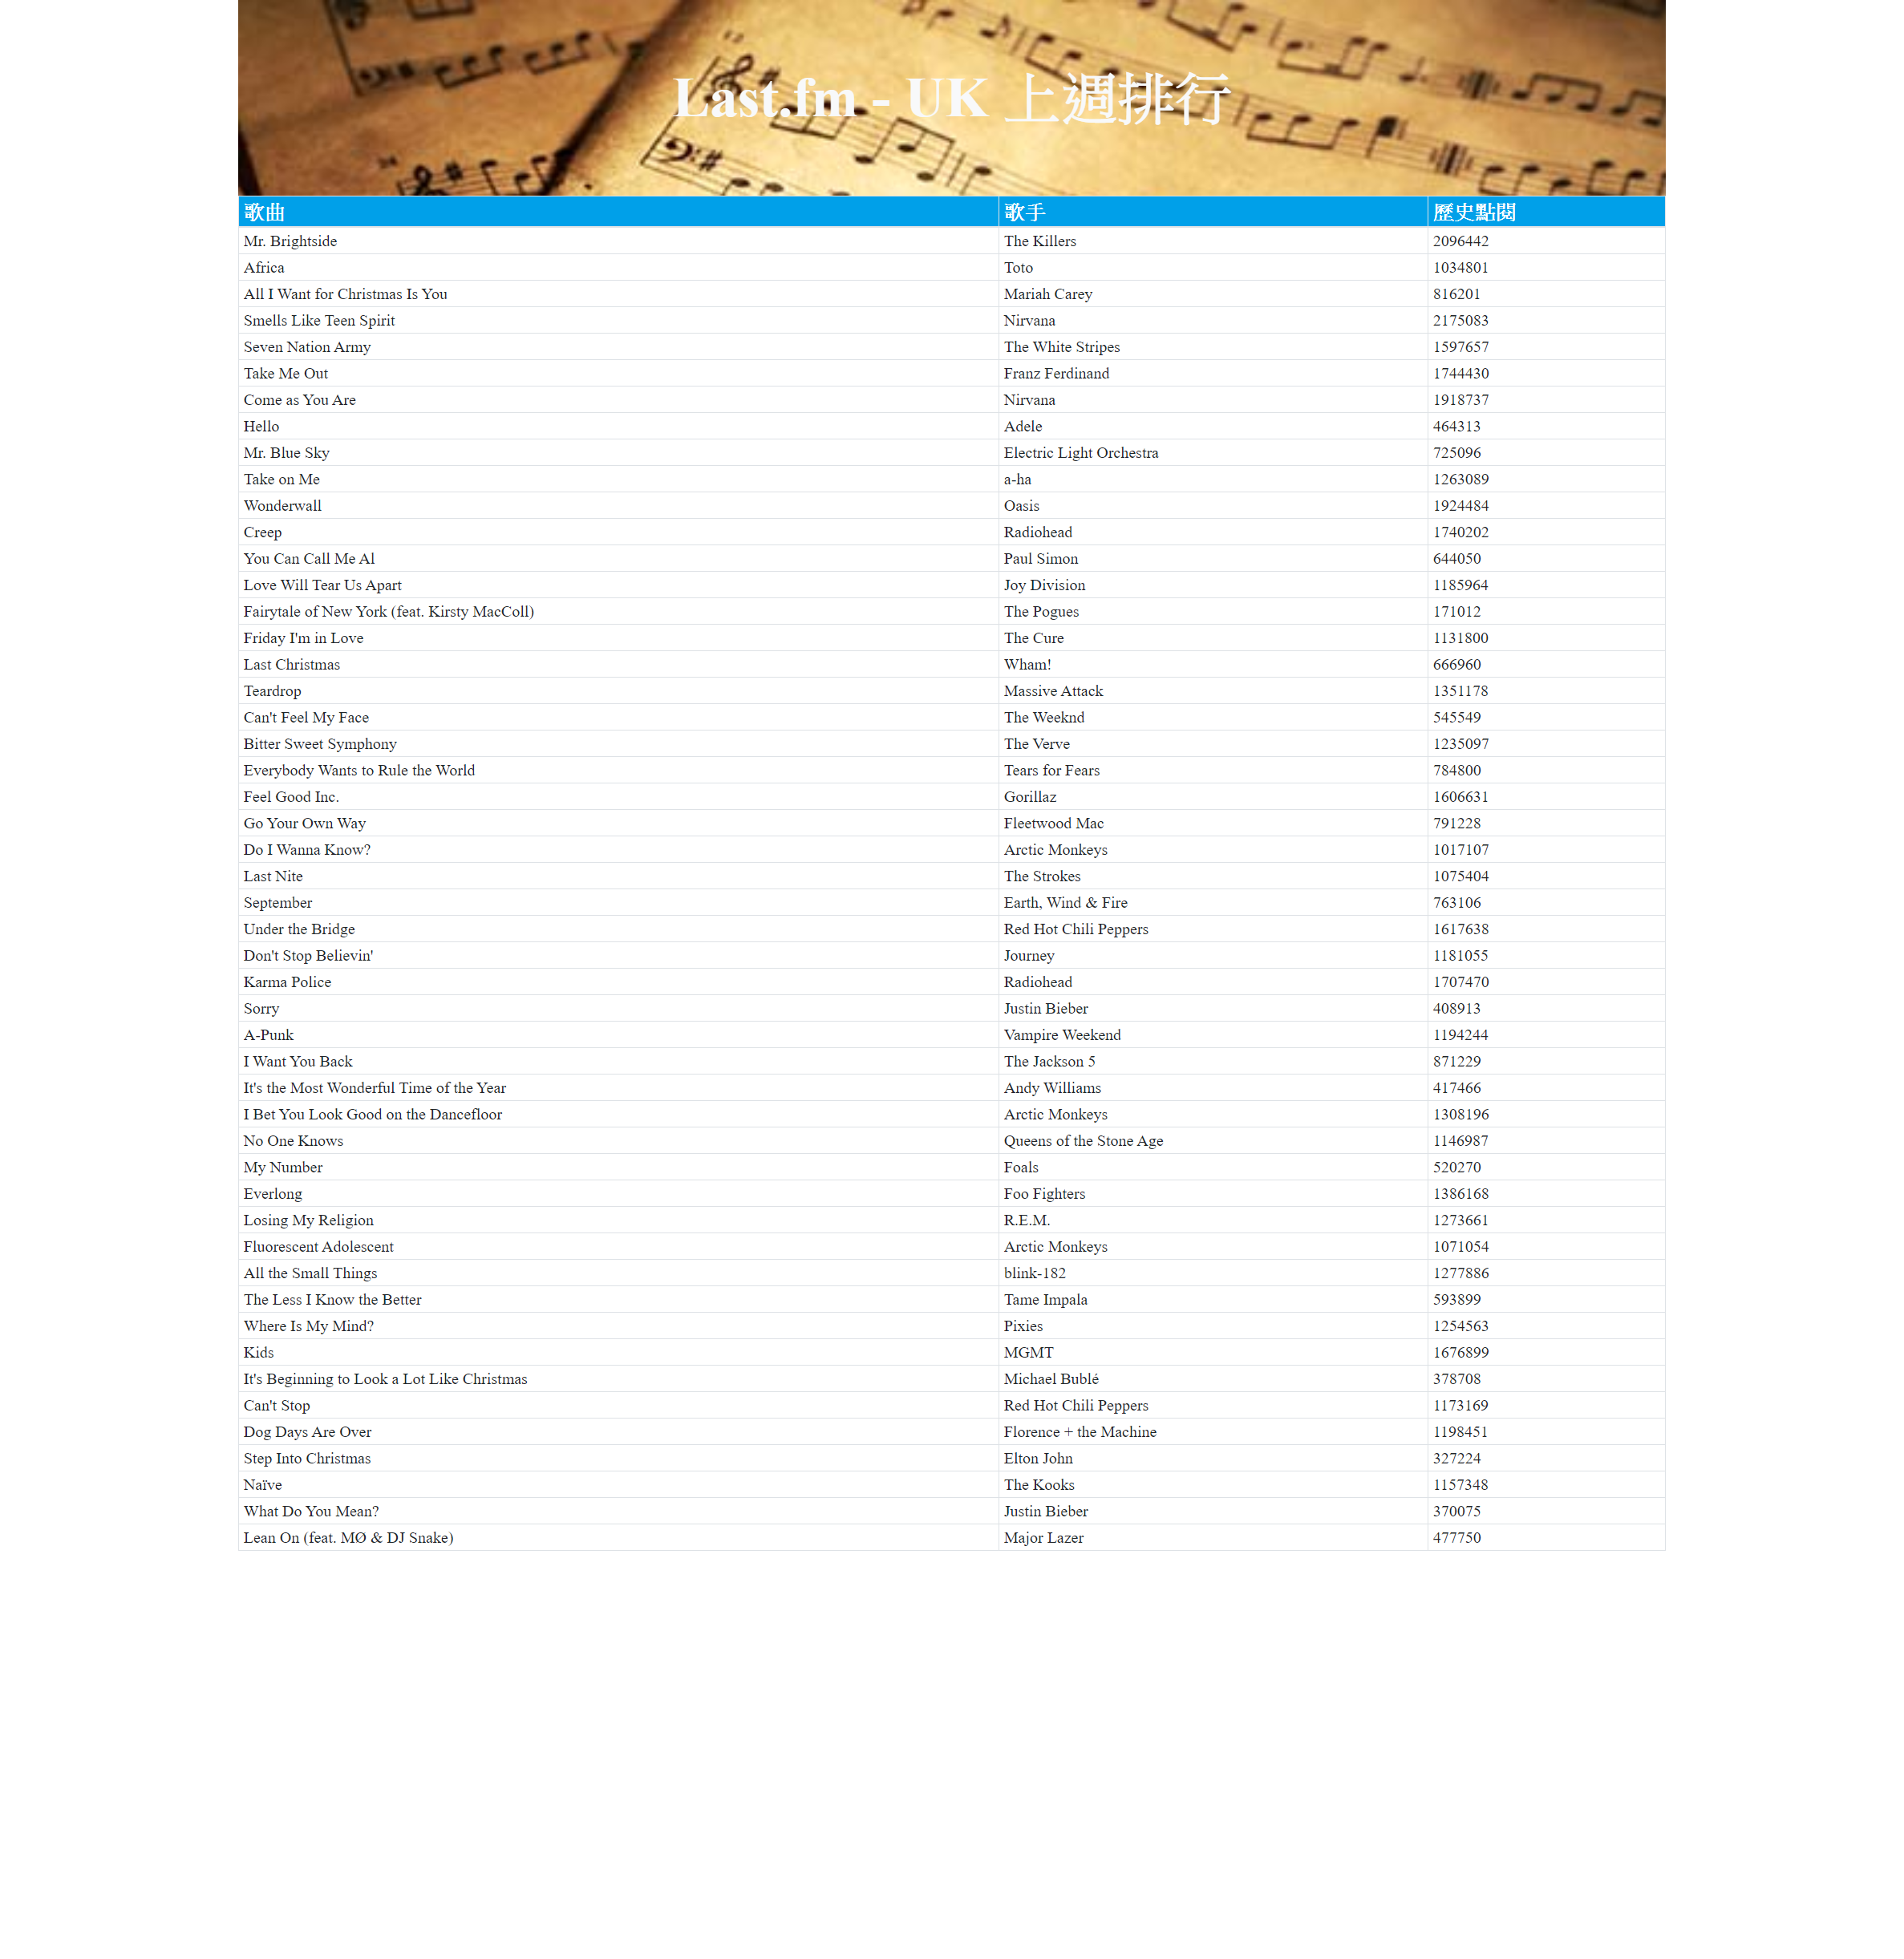 Last.fm - UK 上週排行
歌曲 歌手 歷史點閱
Mr. Brightside The Killers 2096442
Africa Toto 1034801
All I Want for Christmas Is You Mariah Carey 816201
Smells Like Teen Spirit Nirvana 2175083
Seven Nation Army The White Stripes 1597657
Take Me Out Franz Ferdinand 1744430
Come as You Are Nirvana 1918737
Hello Adele 464313
Mr. Blue Sky Electric Light Orchestra 725096
Take on Me a-ha 1263089
Wonderwall Oasis 1924484
Creep Radiohead 1740202
You Can Call Me Al Paul Simon 644050
Love Will Tear Us Apart Joy Division 1185964
Fairytale of New York (feat. Kirsty MacColl) The Pogues 171012
Friday I'm in Love The Cure 1131800
Last Christmas Wham! 666960
Teardrop Massive Attack 1351178
Can't Feel My Face The Weeknd 545549
Bitter Sweet Symphony The Verve 1235097
Everybody Wants to Rule the World Tears for Fears 784800
Feel Good Inc. Gorillaz 1606631
Go Your Own Way Fleetwood Mac 791228
Do I Wanna Know? Arctic Monkeys 1017107
Last Nite The Strokes 1075404
September Earth, Wind & Fire 763106
Under the Bridge Red Hot Chili Peppers 1617638
Don't Stop Believin' Journey 1181055
Karma Police Radiohead 1707470
Sorry Justin Bieber 408913
A-Punk Vampire Weekend 1194244
I Want You Back The Jackson 5 871229
It's the Most Wonderful Time of the Year Andy Williams 417466
I Bet You Look Good on the Dancefloor Arctic Monkeys 1308196
No One Knows Queens of the Stone Age 1146987
My Number Foals 520270
Everlong Foo Fighters 1386168
Losing My Religion R.E.M. 1273661
Fluorescent Adolescent Arctic Monkeys 1071054
All the Small Things blink-182 1277886
The Less I Know the Better Tame Impala 593899
Where Is My Mind? Pixies 1254563
Kids MGMT 1676899
It's Beginning to Look a Lot Like Christmas Michael Bublé 378708
Can't Stop Red Hot Chili Peppers 1173169
Dog Days Are Over Florence + the Machine 1198451
Step Into Christmas Elton John 327224
Naïve The Kooks 1157348
What Do You Mean? Justin Bieber 370075
Lean On (feat. MØ & DJ Snake) Major Lazer 477750